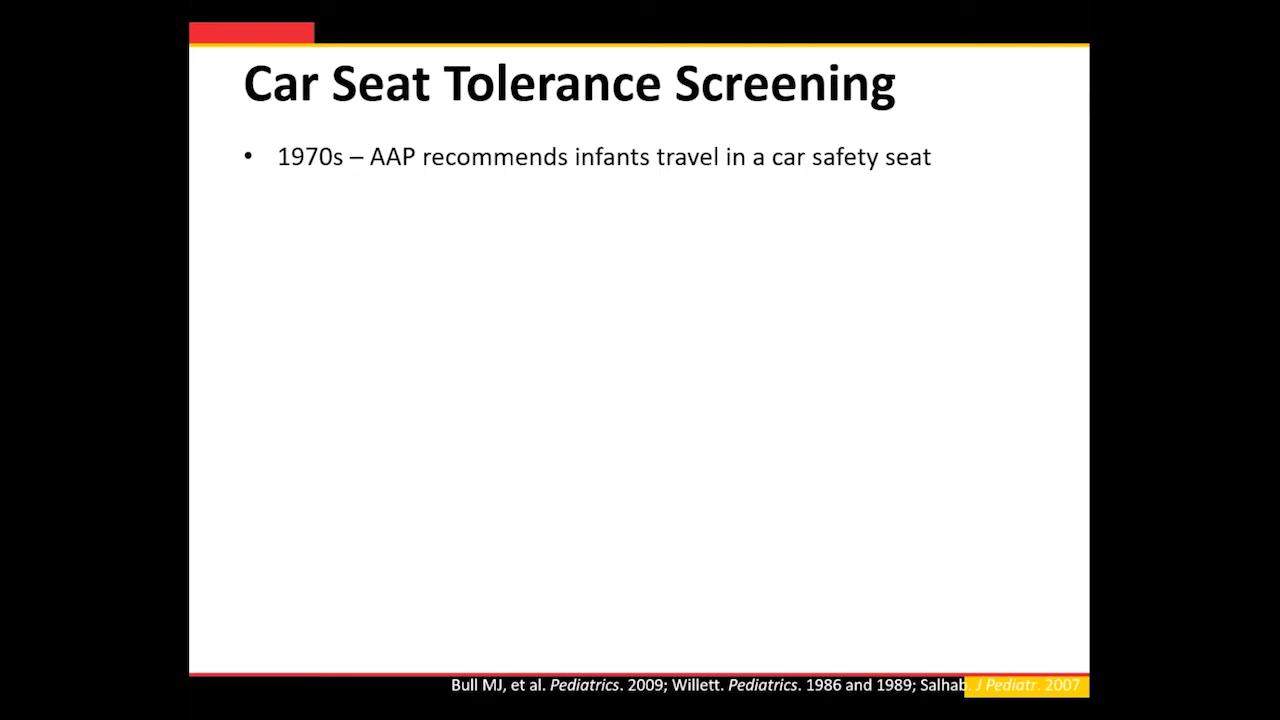 Car Seat Tolerance Screening
• 1970s – AAP recommends infants travel in a car safety seat
Bull MJ, et al. Pediatrics. 2009; Willett. Pediatrics. 1986 and 1989; Salhab. J Pediatr. 2007